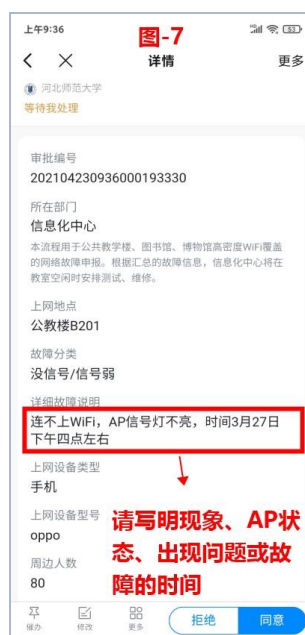 上午9:36
图-7
53
详情
更多
河北师范大学
等待我处理
审批编号
202104230936000193330
所在部门
信息化中心
本流程用于公共教学楼、图书馆、博物馆高密度WiFi覆盖
的网络故障申报。根据汇总的故障信息，信息化中心将在
教室空闲时安排测试、维修。
上网地点
公教楼B201
故障分类
没信号/信号弱
详细故障说明
连不上WiFi，AP信号灯不亮，时间3月27日
下午四点左右
上网设备类型
手机
上网设备型号
请写明现象、AP状
态、出现问题或故
障的时间
oppo
周边人数
80
催办
修改
更多
拒绝
同意